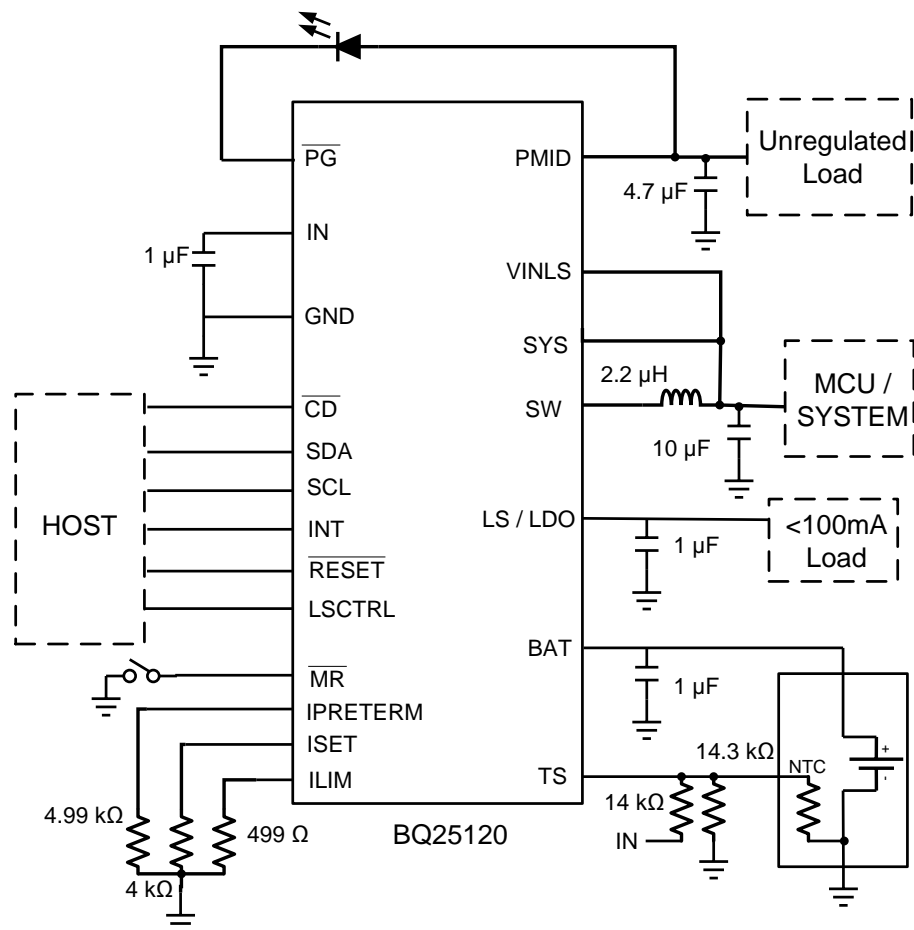 PG
PMID
Unregulated
Load
4.7 µF
IN
1 µF
VINLS
GND
SYS
2.2 µH
MCU /
SYSTEM
CD
SW
10 µF
SDA
SCL
HOST
INT
LS / LDO
<100mA
Load
1 µF
RESET
LSCTRL
BAT
MR
1 µF
IPRETERM
ISET
14.3 kΩ
+
-
NTC
ILIM
TS
4.99 kΩ
499 Ω
14 kΩ
BQ25120
IN
4 kΩ